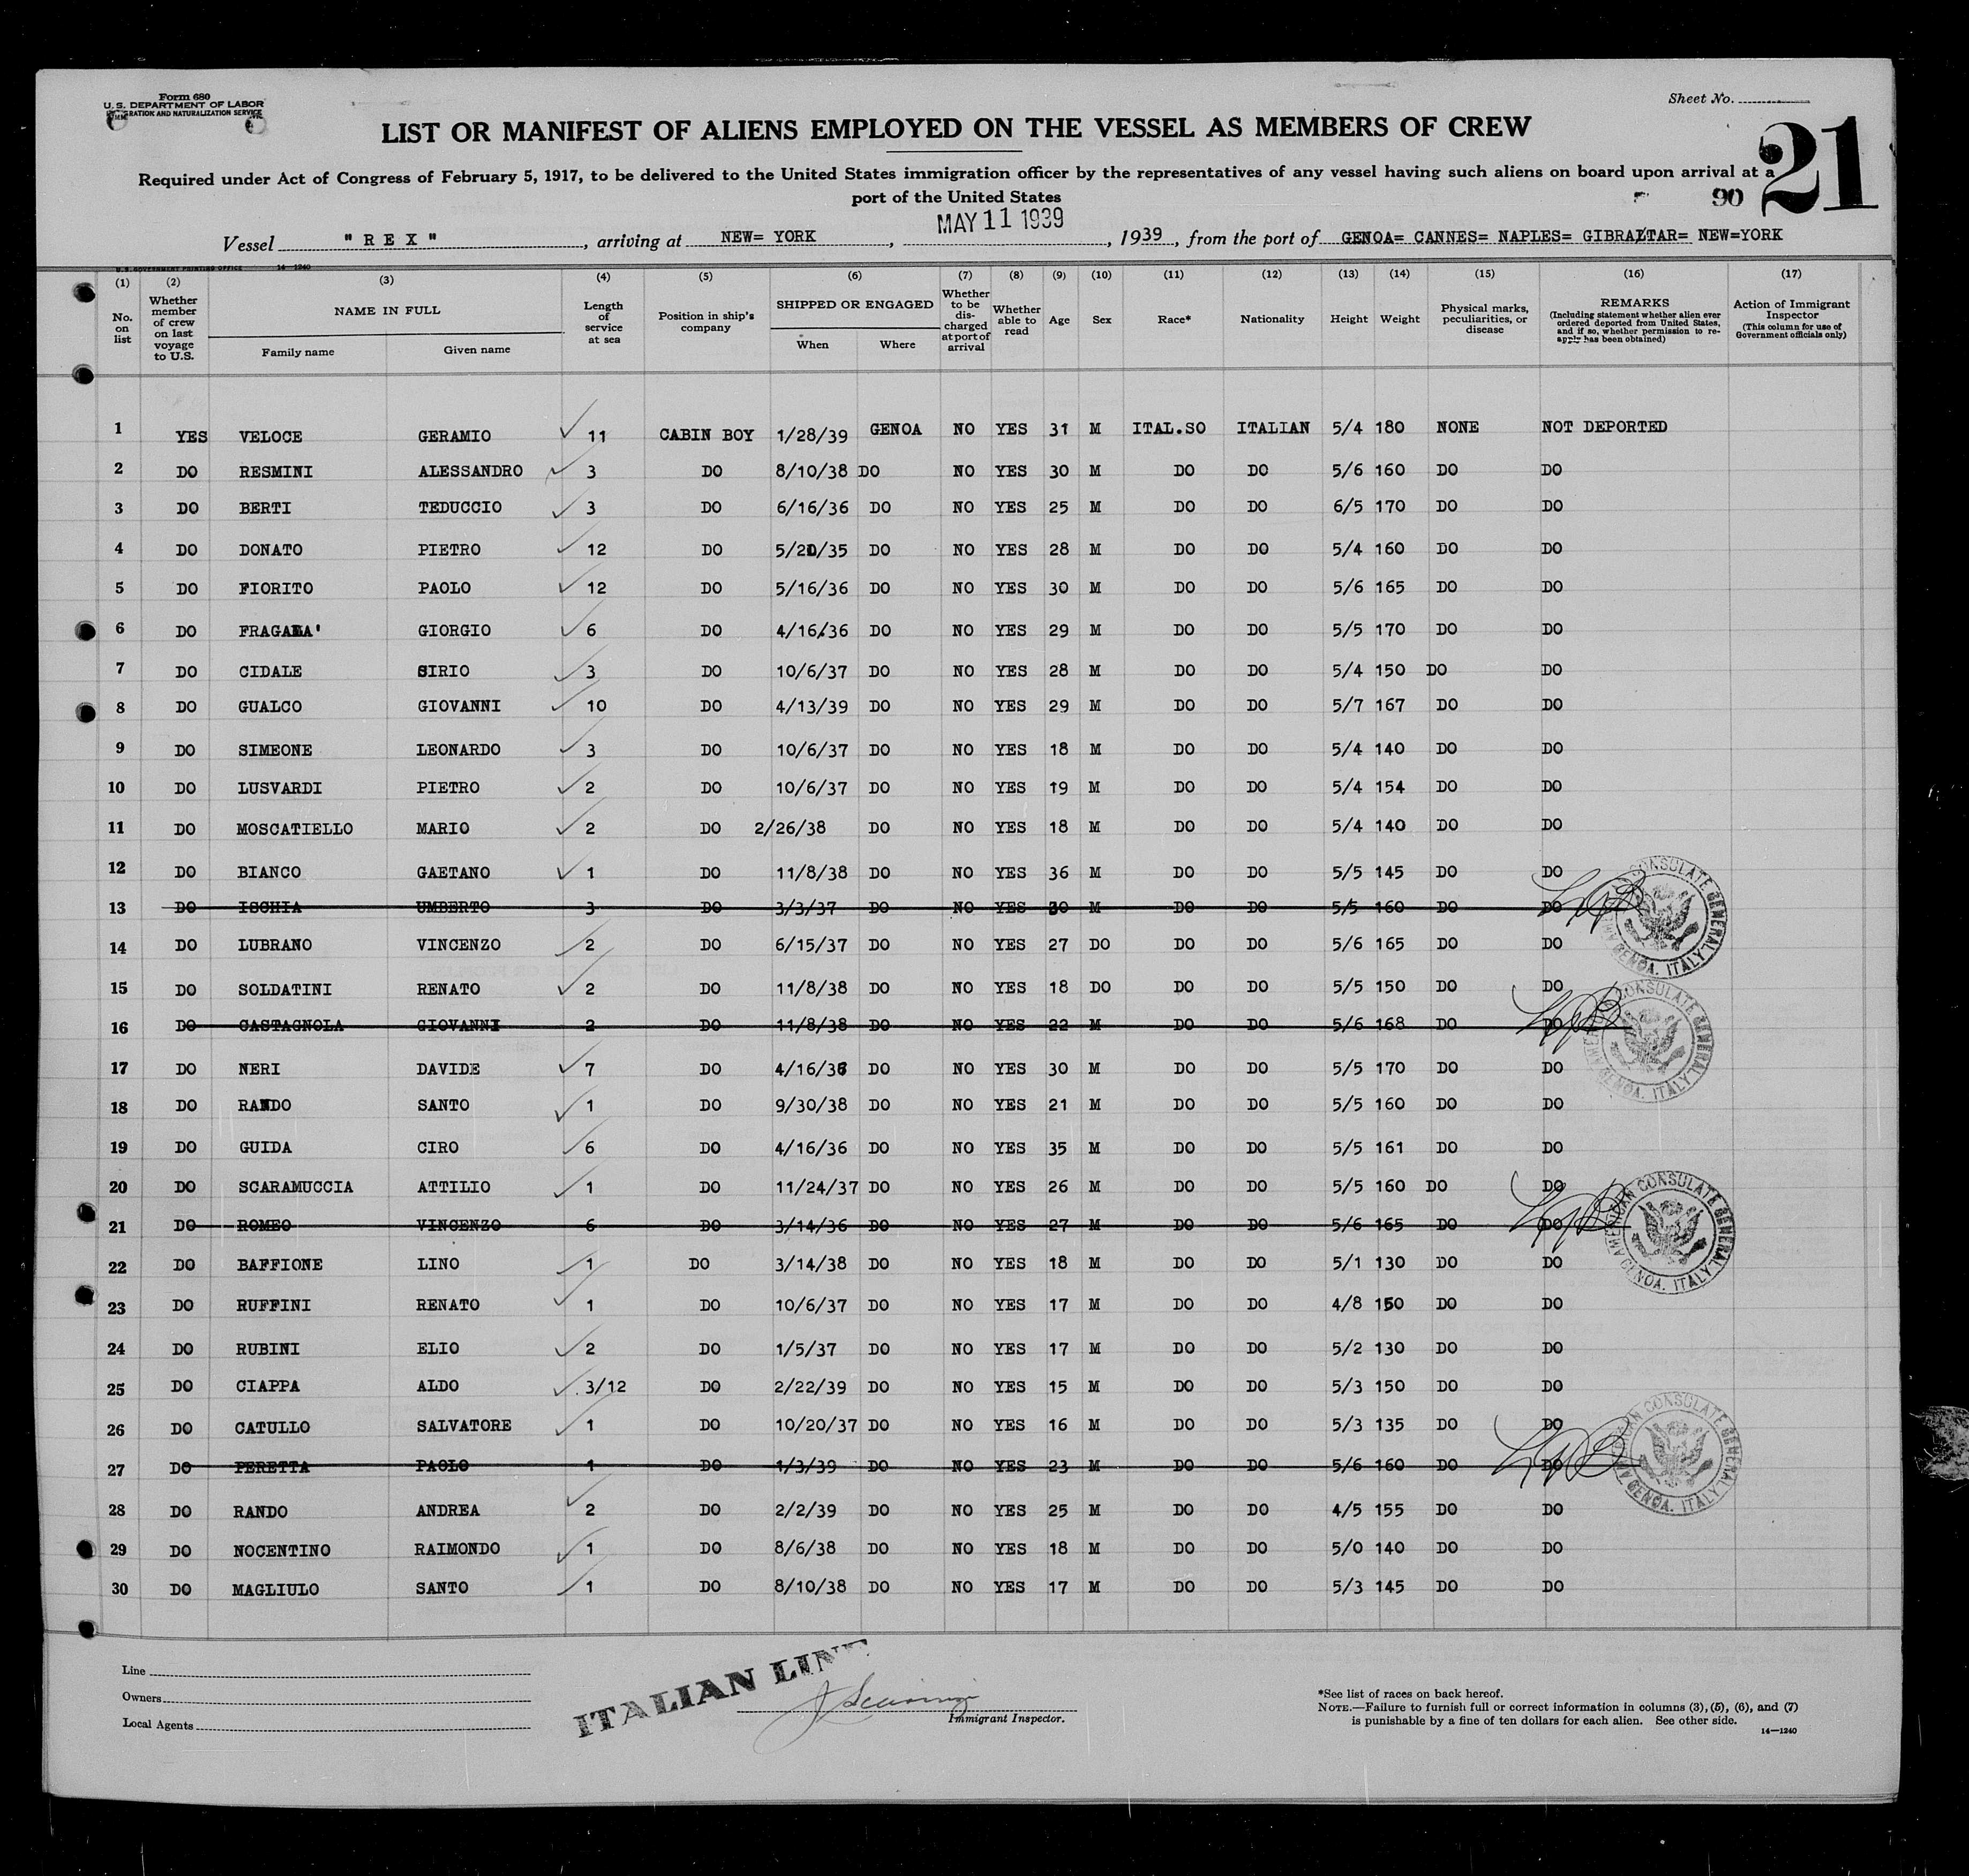 Form 680
U. S. DEPARTMENT OF LABOR
IMMIGRATION AND NATURALIZATION SERVICE
Sheet No.
LIST OR MANIFEST OF ALIENS EMPLOYED ON THE VESSEL AS MEMBERS OF CREW
21
Required under Act of Congress of February 5, 1917, to be delivered to the United States immigration officer by the representatives of any vessel having such aliens on board upon arrival at a
port of the United States
90
MAY 11 1939
Vessel "REX", arriving at NEW= YORK, , 1939, from the port of GENOA= CANNES= NAPLES= GIBRALTAR= NEW=YORK
U. S. GOVERNMENT PRINTING OFFICE 14—1240
(1) (2) (3) (4) (5) (6) (7) (8) (9) (10) (11) (12) (13) (14) (15) (16) (17)
No. on list
Whether member of crew on last voyage to U.S.
NAME IN FULL
Family name
Given name
Length of service at sea
Position in ship's company
SHIPPED OR ENGAGED
When
Where
Whether to be discharged at port of arrival
Whether able to read
Age
Sex
Race*
Nationality
Height
Weight
Physical marks, peculiarities, or disease
REMARKS
(Including statement whether alien ever ordered deported from United States, and if so, whether permission to re-apply has been obtained)
Action of Immigrant Inspector
(This column for use of Government officials only)
1 YES VELOCE GERAMIO 11 CABIN BOY 1/28/39 GENOA NO YES 31 M ITAL.SO ITALIAN 5/4 180 NONE NOT DEPORTED
2 DO RESMINI ALESSANDRO 3 DO 8/10/38 DO NO YES 30 M DO DO 5/6 160 DO DO
3 DO BERTI TEDUCCIO 3 DO 6/16/36 DO NO YES 25 M DO DO 6/5 170 DO DO
4 DO DONATO PIETRO 12 DO 5/20/35 DO NO YES 28 M DO DO 5/4 160 DO DO
5 DO FIORITO PAOLO 12 DO 5/16/36 DO NO YES 30 M DO DO 5/6 165 DO DO
6 DO FRAGALA' GIORGIO 6 DO 4/16/36 DO NO YES 29 M DO DO 5/5 170 DO DO
7 DO CIDALE SIRIO 3 DO 10/6/37 DO NO YES 28 M DO DO 5/4 150 DO DO
8 DO GUALCO GIOVANNI 10 DO 4/13/39 DO NO YES 29 M DO DO 5/7 167 DO DO
9 DO SIMEONE LEONARDO 3 DO 10/6/37 DO NO YES 18 M DO DO 5/4 140 DO DO
10 DO LUSVARDI PIETRO 2 DO 10/6/37 DO NO YES 19 M DO DO 5/4 154 DO DO
11 DO MOSCATIELLO MARIO 2 DO 2/26/38 DO NO YES 18 M DO DO 5/4 140 DO DO
12 DO BIANCO GAETANO 1 DO 11/8/38 DO NO YES 36 M DO DO 5/5 145 DO DO
13 DO ISCHIA UMBERTO 3 DO 3/3/37 DO NO YES 30 M DO DO 5/5 160 DO DO
14 DO LUBRANO VINCENZO 2 DO 6/15/37 DO NO YES 27 DO DO DO 5/6 165 DO DO
15 DO SOLDATINI RENATO 2 DO 11/8/38 DO NO YES 18 DO DO DO 5/5 150 DO DO
16 DO CASTAGNOLA GIOVANNI 2 DO 11/8/38 DO NO YES 22 M DO DO 5/6 168 DO DO
17 DO NERI DAVIDE 7 DO 4/16/36 DO NO YES 30 M DO DO 5/5 170 DO DO
18 DO RANDO SANTO 1 DO 9/30/38 DO NO YES 21 M DO DO 5/5 160 DO DO
19 DO GUIDA CIRO 6 DO 4/16/36 DO NO YES 35 M DO DO 5/5 161 DO DO
20 DO SCARAMUCCIA ATTILIO 1 DO 11/24/37 DO NO YES 26 M DO DO 5/5 160 DO DO
21 DO ROMEO VINCENZO 6 DO 3/14/36 DO NO YES 27 M DO DO 5/6 165 DO DO
22 DO BAFFIONE LINO 1 DO 3/14/38 DO NO YES 18 M DO DO 5/1 130 DO DO
23 DO RUFFINI RENATO 1 DO 10/6/37 DO NO YES 17 M DO DO 4/8 150 DO DO
24 DO RUBINI ELIO 2 DO 1/5/37 DO NO YES 17 M DO DO 5/2 130 DO DO
25 DO CIAPPA ALDO 3/12 DO 2/22/39 DO NO YES 15 M DO DO 5/3 150 DO DO
26 DO CATULLO SALVATORE 1 DO 10/20/37 DO NO YES 16 M DO DO 5/3 135 DO DO
27 DO PERETTA PAOLO 1 DO 1/3/39 DO NO YES 23 M DO DO 5/6 160 DO DO
28 DO RANDO ANDREA 2 DO 2/2/39 DO NO YES 25 M DO DO 4/5 155 DO DO
29 DO NOCENTINO RAIMONDO 1 DO 8/6/38 DO NO YES 18 M DO DO 5/0 140 DO DO
30 DO MAGLIULO SANTO 1 DO 8/10/38 DO NO YES 17 M DO DO 5/3 145 DO DO
AMERICAN CONSULATE GENERAL GENOA, ITALY
AMERICAN CONSULATE GENERAL GENOA, ITALY
AMERICAN CONSULATE GENERAL GENOA, ITALY
AMERICAN CONSULATE GENERAL GENOA, ITALY
Line
Owners
Local Agents
ITALIAN LINE
Immigrant Inspector.
*See list of races on back hereof.
NOTE.—Failure to furnish full or correct information in columns (3), (5), (6), and (7)
is punishable by a fine of ten dollars for each alien. See other side.
14—1240